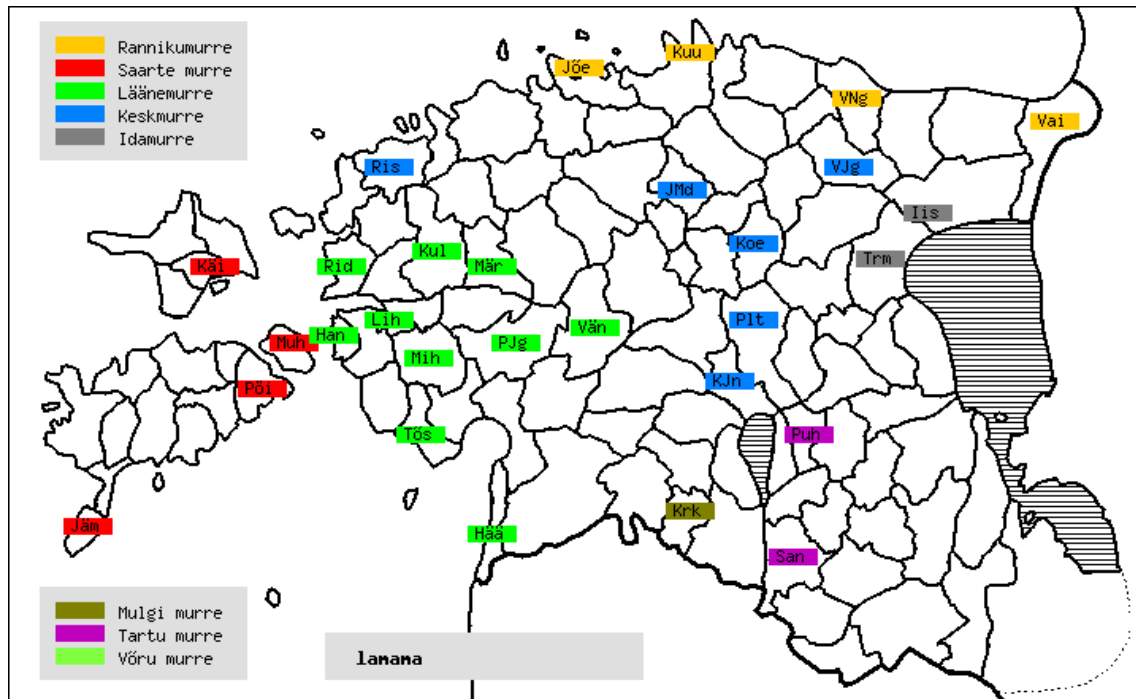 Rannikumurre
Saarte murre
Läänemurre
Keskmurre
Idamurre
Kuu
Jõe
VNg
Vai
Ris
VJg
JMd
Iis
Kul
Koe
Käi
Rid
Mär
Trm
Lih
Plt
Vän
Han
Muh
PJg
Mih
Pöi
KJn
Tõs
Puh
Krk
Jäm
Hää
San
Mulgi murre
Tartu murre
Võru murre
lamama